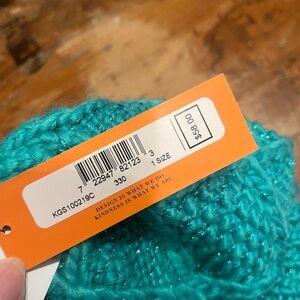 $58.00
7 22947 82123 3
KGS100219C 330 1 SIZE
DESIGN IS WHAT WE DO
KINDNESS IS WHAT WE ARE